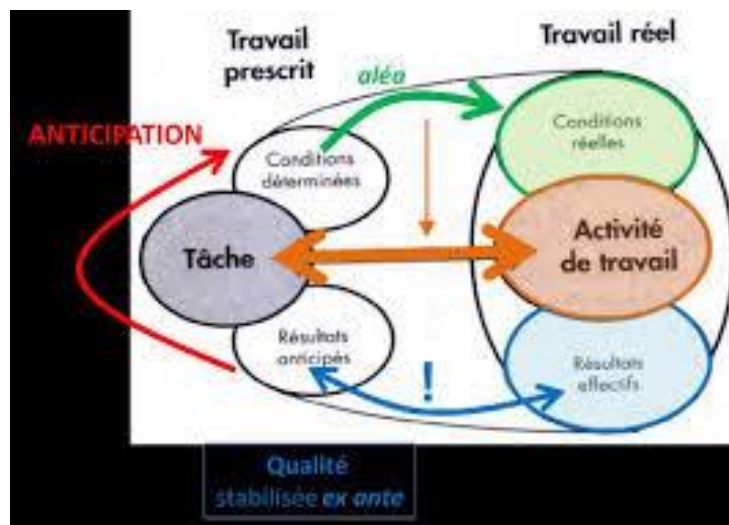 Travail
prescrit
Travail réel
aléa
ANTICIPATION
Conditions
déterminées
Conditions
réelles
Tâche
Activité
de travail
Résultats
anticipés
!
Résultats
effectifs
Qualité
stabilisée ex ante